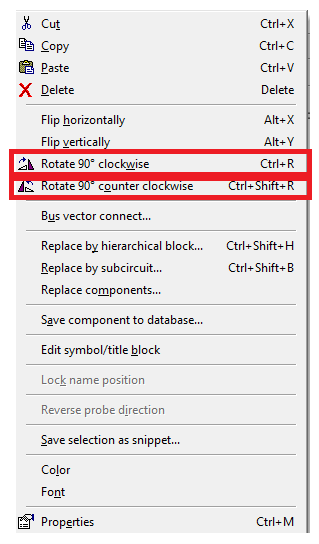 Cut Ctrl+X
Copy Ctrl+C
Paste Ctrl+V
Delete Delete
Flip horizontally Alt+X
Flip vertically Alt+Y
Rotate 90° clockwise Ctrl+R
Rotate 90° counter clockwise Ctrl+Shift+R
Bus vector connect...
Replace by hierarchical block... Ctrl+Shift+H
Replace by subcircuit... Ctrl+Shift+B
Replace components...
Save component to database...
Edit symbol/title block
Lock name position
Reverse probe direction
Save selection as snippet...
Color
Font
Properties Ctrl+M